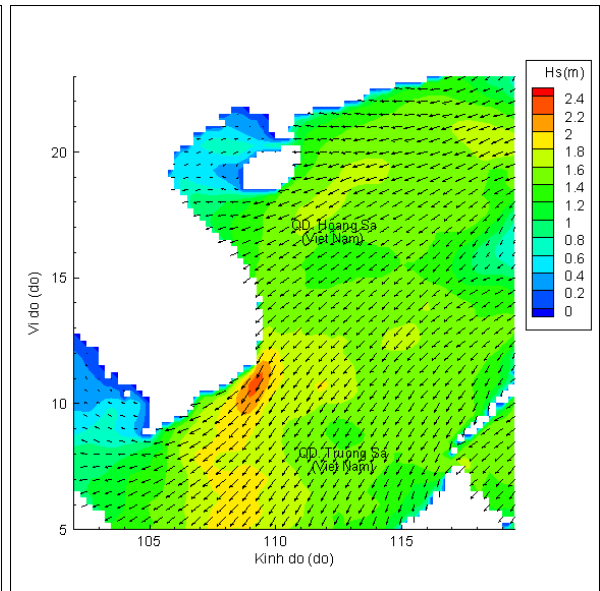 Hs(m)
2.4
2.2
2
1.8
1.6
1.4
1.2
1
0.8
0.6
0.4
0.2
0
20
15
10
5
Vi do (do)
QD. Hoang Sa
(Viet Nam)
QD. Truong Sa
(Viet Nam)
105
110
115
Kinh do (do)